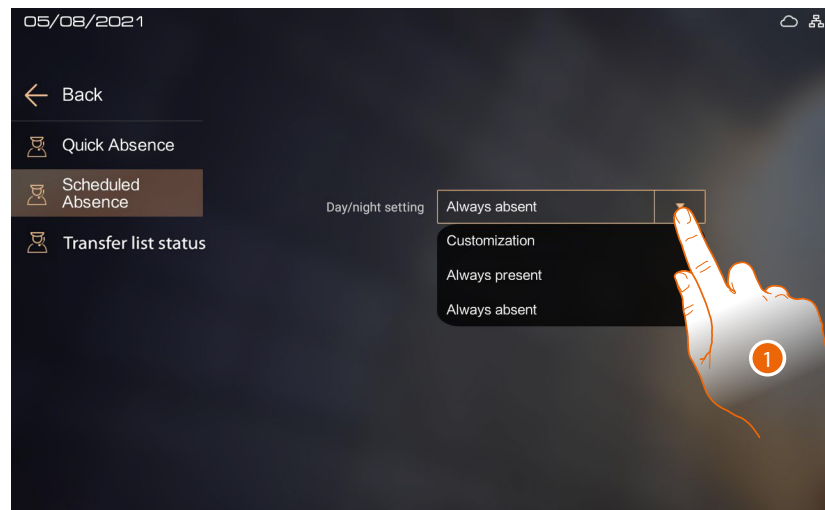 05/08/2021
Back
Quick Absence
Scheduled
Absence
Transfer list status
Day/night setting
Always absent
Customization
Always present
Always absent
1